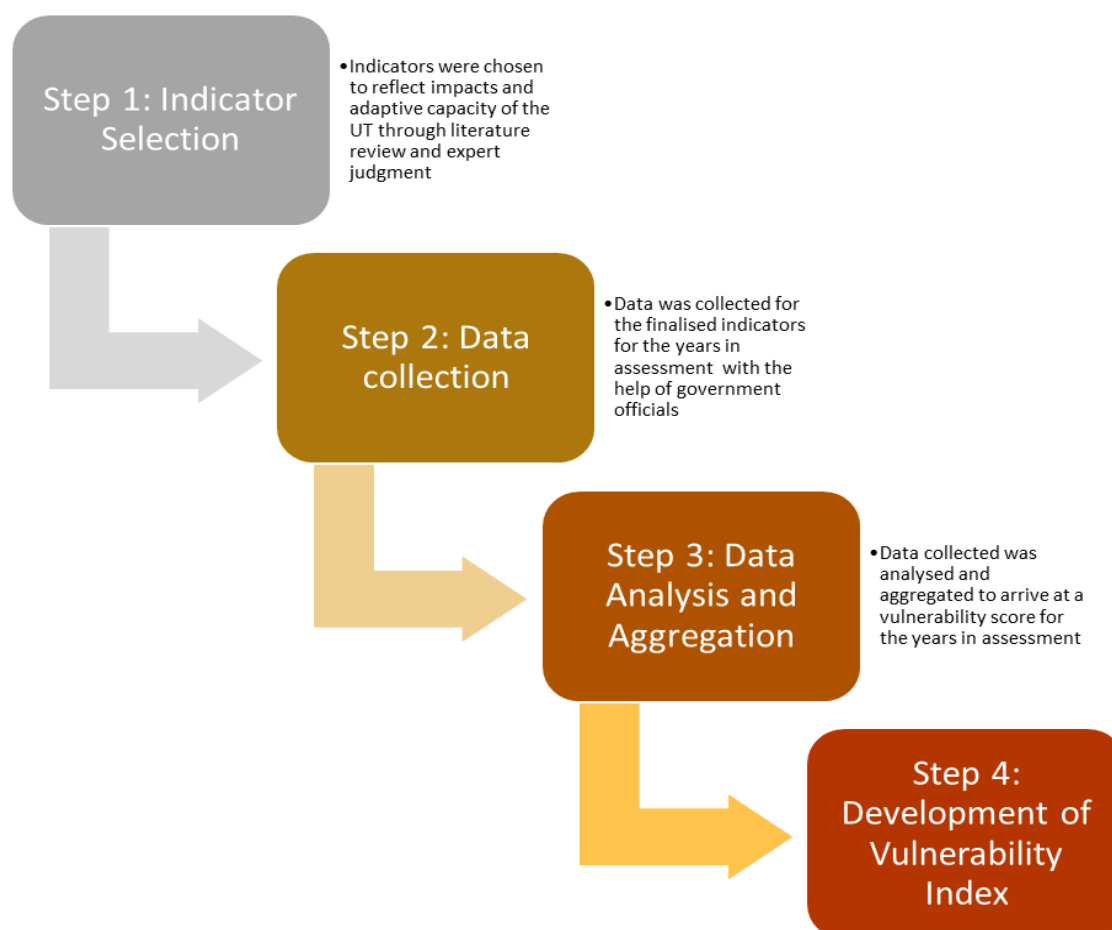 Step 1: Indicator
Selection
•Indicators were chosen
to reflect impacts and
adaptive capacity of the
UT through literature
review and expert
judgment
Step 2: Data
collection
•Data was collected for
the finalised indicators
for the years in
assessment with the
help of government
officials
Step 3: Data
Analysis and
Aggregation
•Data collected was
analysed and
aggregated to arrive at a
vulnerability score for
the years in assessment
Step 4:
Development of
Vulnerability
Index